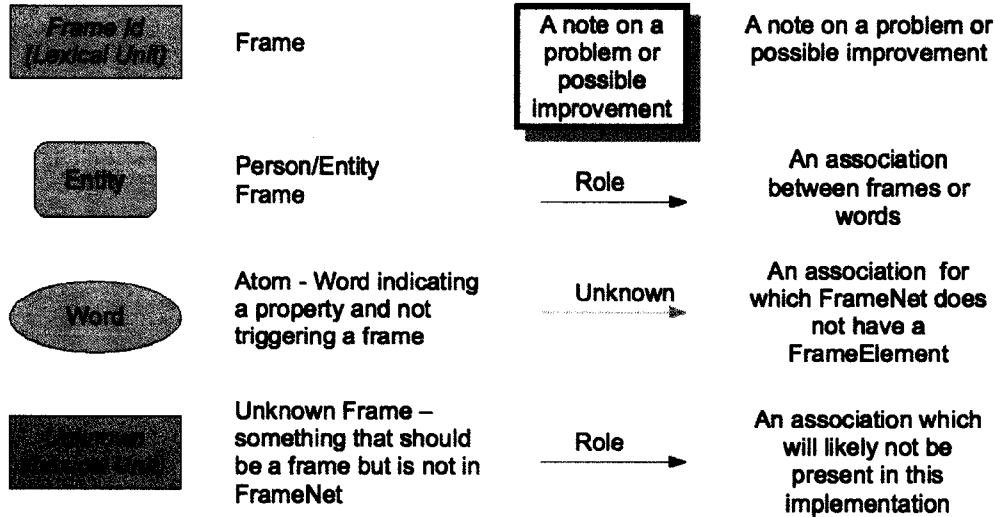 Frame Id
(Lexical Unit)
Frame
A note on a
problem or
possible
improvement
A note on a problem or
possible improvement
Entity
Person/Entity
Frame
Role
An association
between frames or
words
Word
Atom - Word indicating
a property and not
triggering a frame
Unknown
An association for
which FrameNet does
not have a
FrameElement
Unknown
(Lexical Unit)
Unknown Frame –
something that should
be a frame but is not in
FrameNet
Role
An association which
will likely not be
present in this
implementation